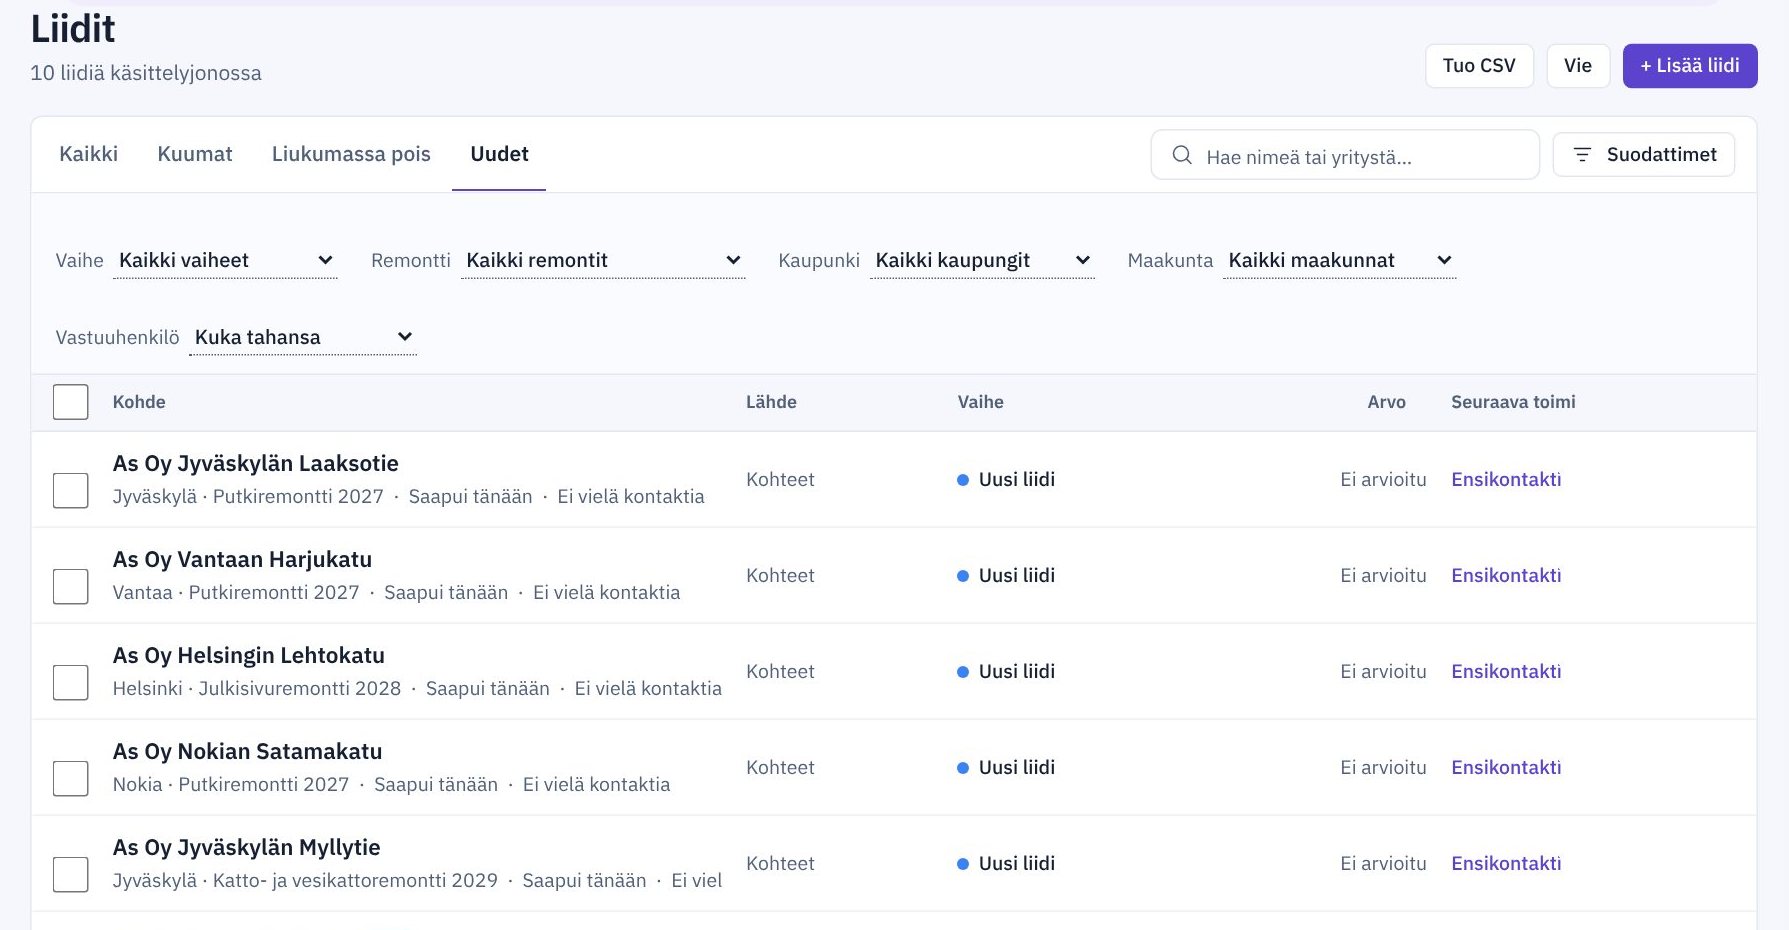 Liidit
10 liidiä käsittelyjonossa
Tuo CSV
Vie
+ Lisää liidi
Kaikki
Kuumat
Liukumassa pois
Uudet
Hae nimeä tai yritystä...
Suodattimet
Vaihe Kaikki vaiheet
Remontti Kaikki remontit
Kaupunki Kaikki kaupungit
Maakunta Kaikki maakunnat
Vastuuhenkilö Kuka tahansa
Kohde
Lähde
Vaihe
Arvo
Seuraava toimi
As Oy Jyväskylän Laaksotie
Jyväskylä · Putkiremontti 2027 · Saapui tänään · Ei vielä kontaktia
Kohteet
Uusi liidi
Ei arvioitu
Ensikontakti
As Oy Vantaan Harjukatu
Vantaa · Putkiremontti 2027 · Saapui tänään · Ei vielä kontaktia
Kohteet
Uusi liidi
Ei arvioitu
Ensikontakti
As Oy Helsingin Lehtokatu
Helsinki · Julkisivuremontti 2028 · Saapui tänään · Ei vielä kontaktia
Kohteet
Uusi liidi
Ei arvioitu
Ensikontakti
As Oy Nokian Satamakatu
Nokia · Putkiremontti 2027 · Saapui tänään · Ei vielä kontaktia
Kohteet
Uusi liidi
Ei arvioitu
Ensikontakti
As Oy Jyväskylän Myllytie
Jyväskylä · Katto- ja vesikattoremontti 2029 · Saapui tänään · Ei viel
Kohteet
Uusi liidi
Ei arvioitu
Ensikontakti